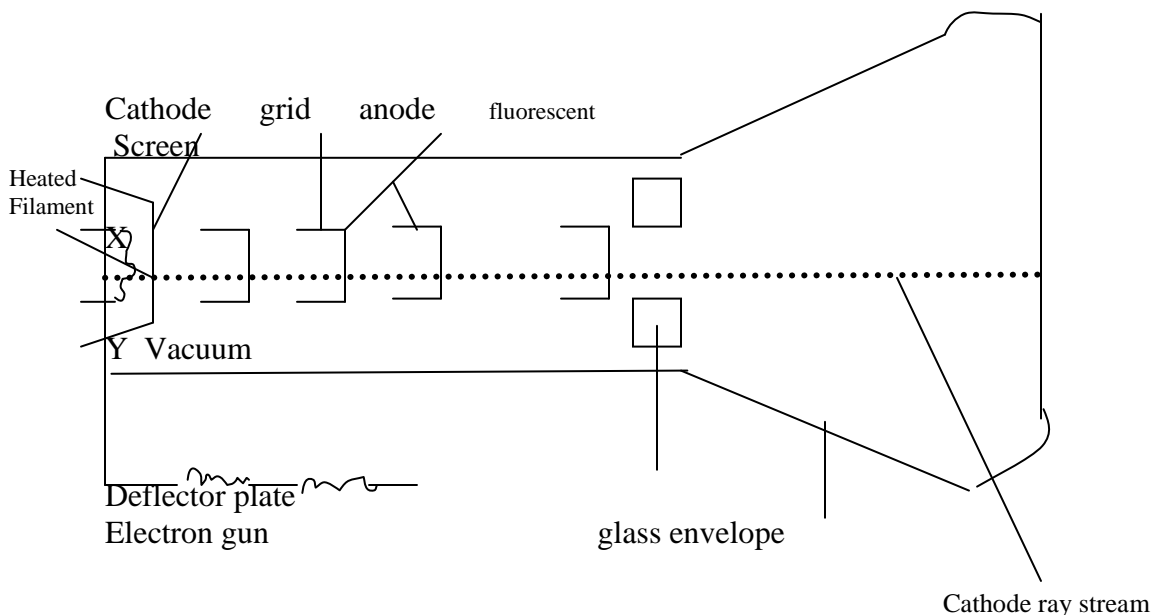 Cathode grid anode fluorescent
Screen
Heated
Filament
X
Y Vacuum
Deflector plate
Electron gun glass envelope
Cathode ray stream